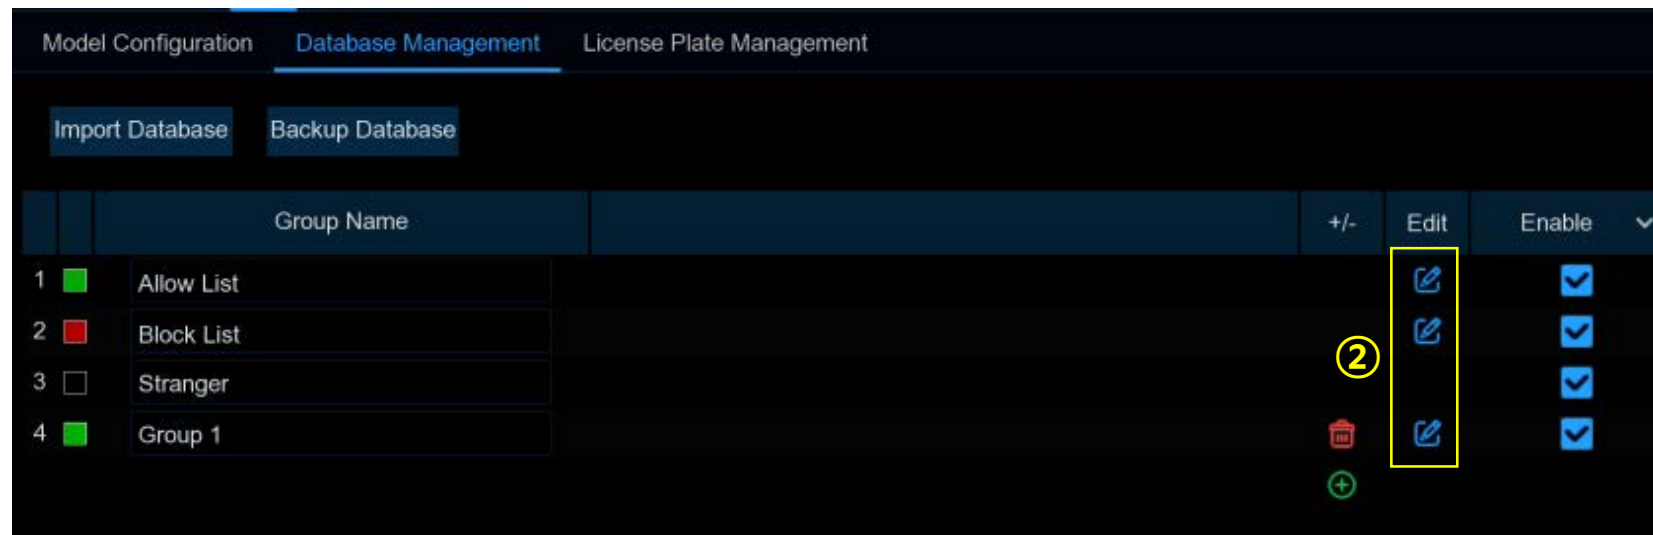 Model Configuration Database Management License Plate Management
Import Database Backup Database
Group Name +/- Edit Enable
1 Allow List
2 Block List
②
3 Stranger
4 Group 1